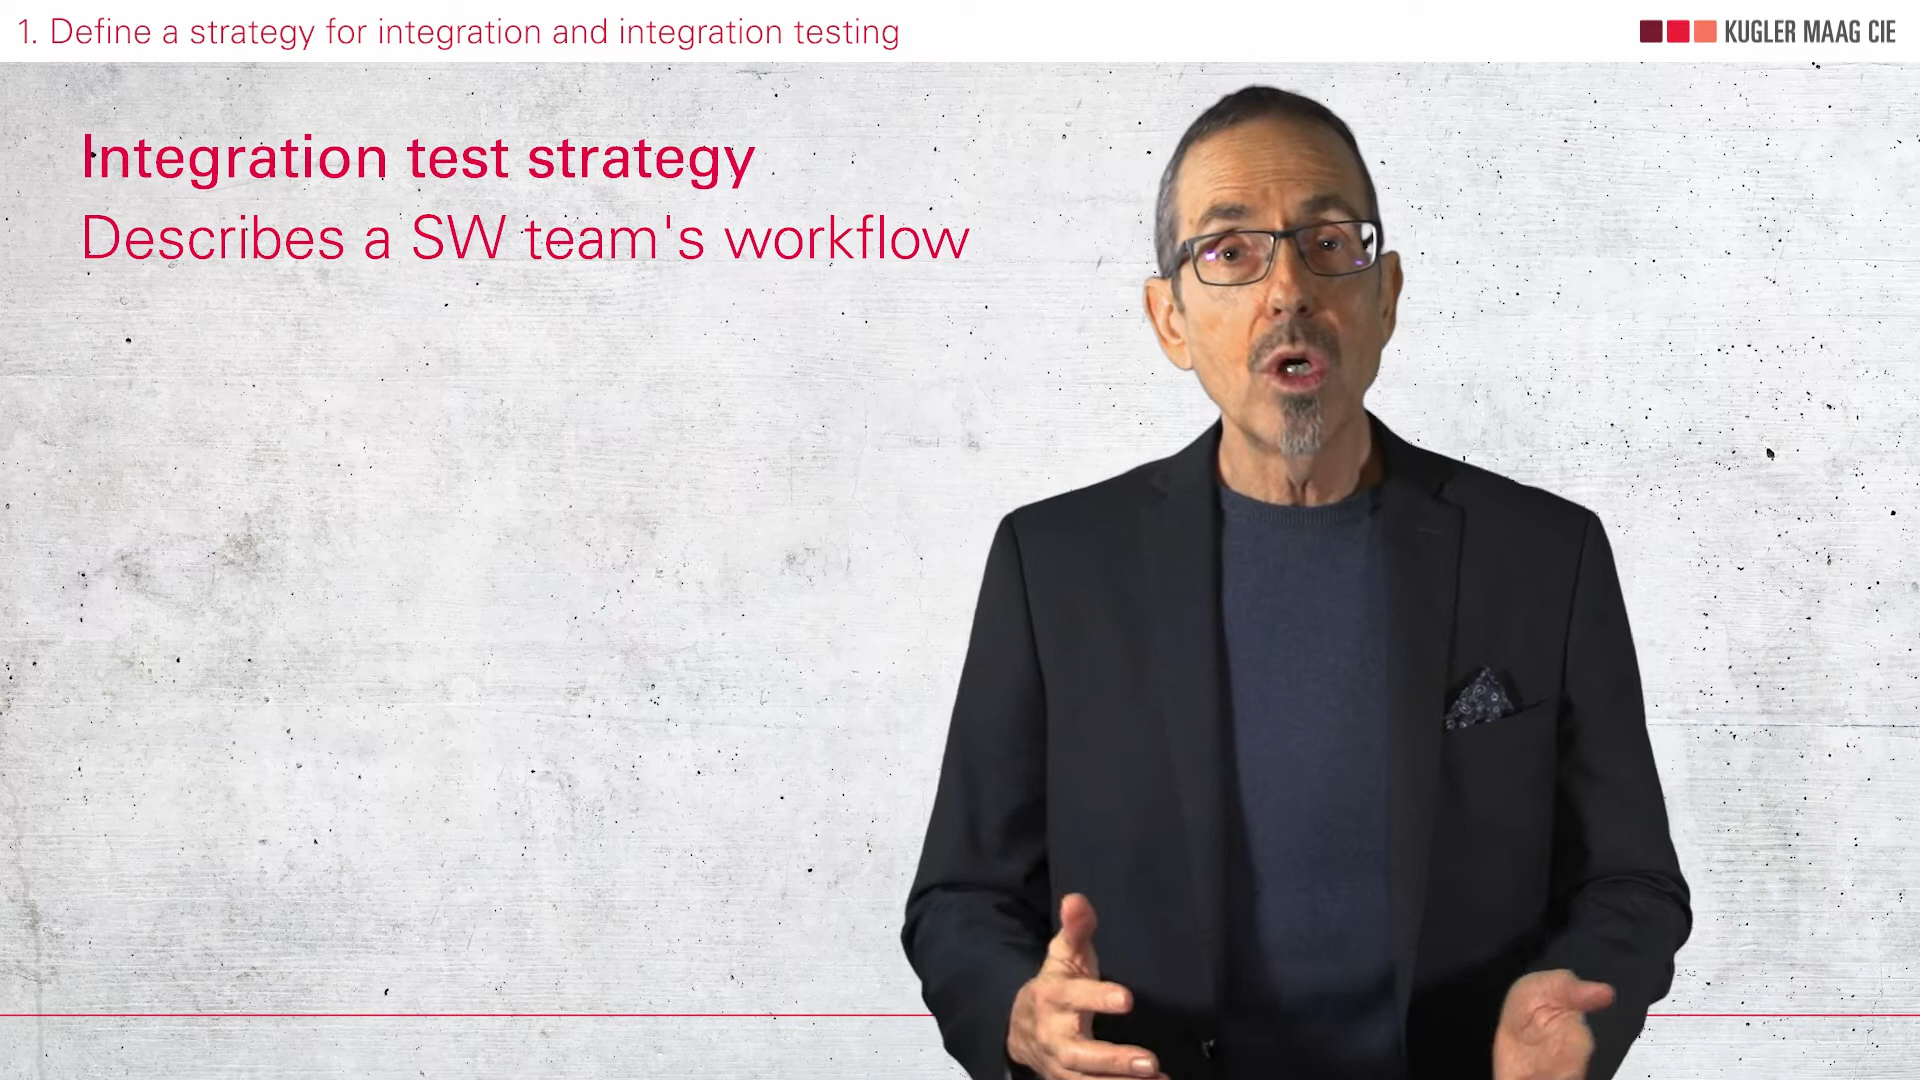 1. Define a strategy for integration and integration testing
KUGLER MAAG CIE
Integration test strategy
Describes a SW team's workflow